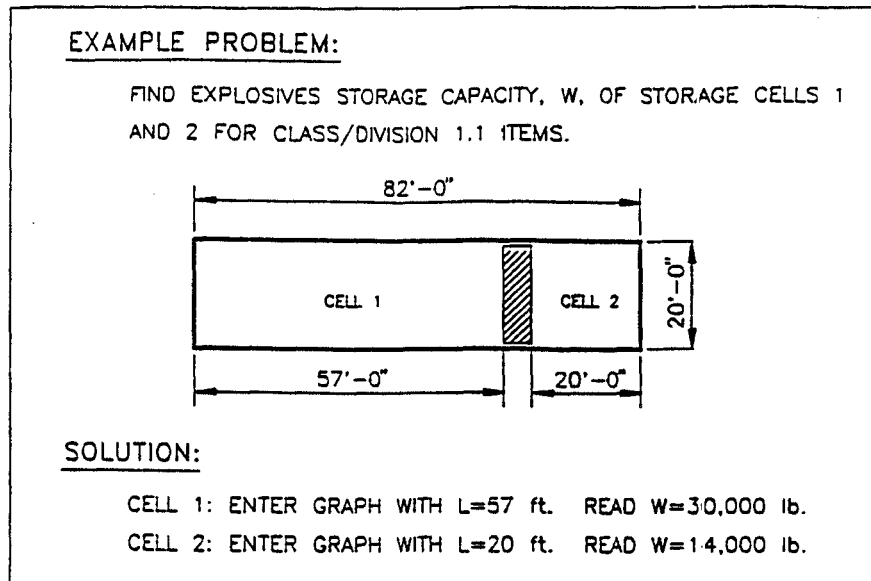 EXAMPLE PROBLEM:
FIND EXPLOSIVES STORAGE CAPACITY, W, OF STORAGE CELLS 1
AND 2 FOR CLASS/DIVISION 1.1 ITEMS.
82'-0"
CELL 1
CELL 2
20'-0"
57'-0"
20'-0"
SOLUTION:
CELL 1: ENTER GRAPH WITH L=57 ft. READ W=30,000 lb.
CELL 2: ENTER GRAPH WITH L=20 ft. READ W=14,000 lb.